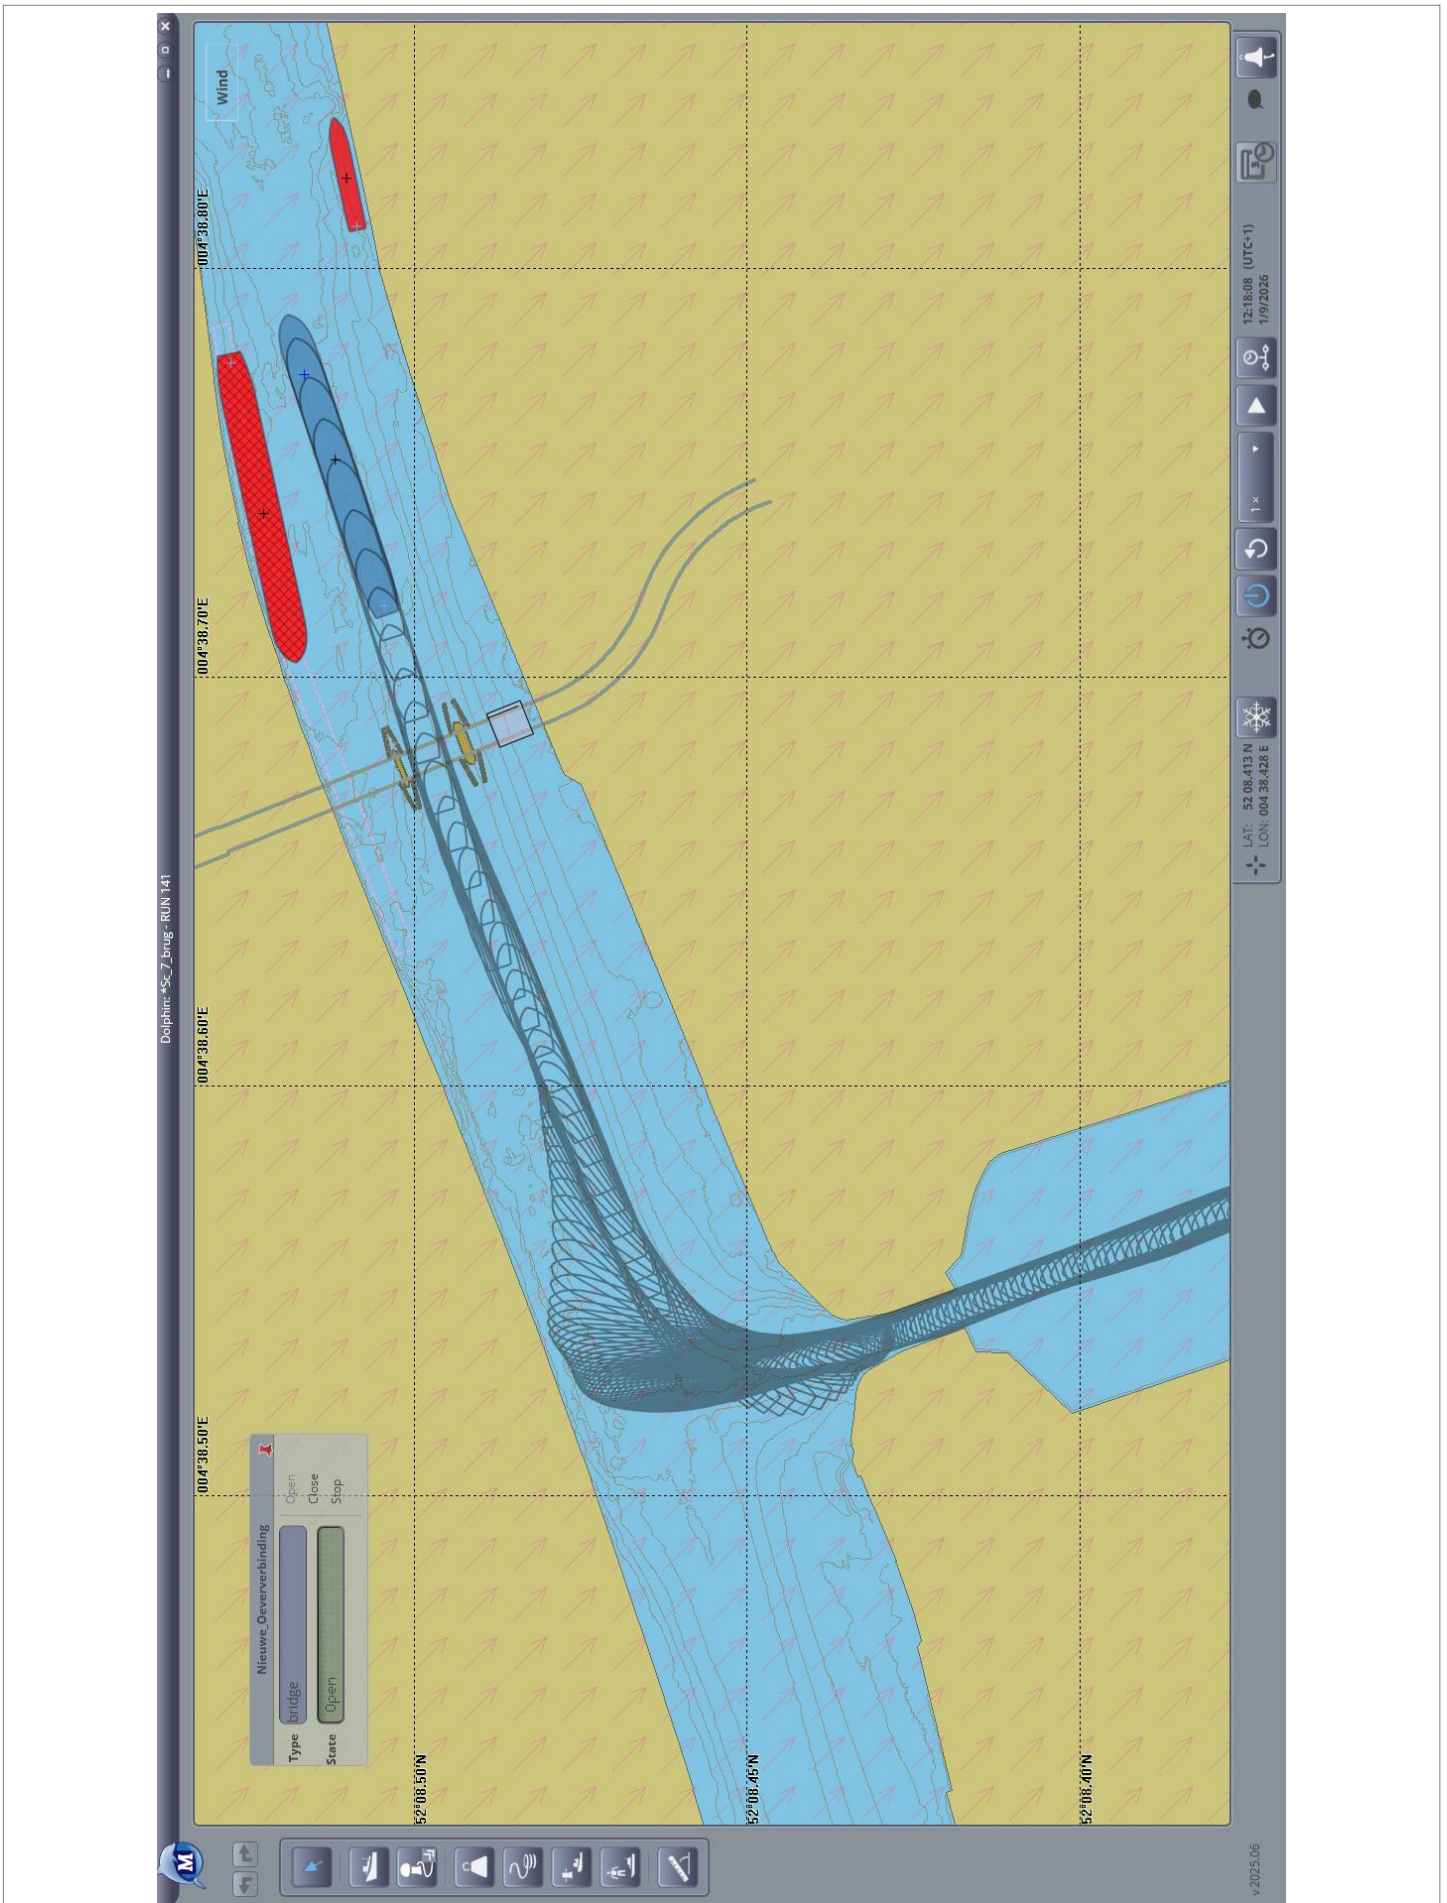 Dolphin: *Sc_7_brug - RUN 141
004°38.50'E
004°38.60'E
004°38.70'E
004°38.80'E
Wind
Nieuwe_Oeververbinding
Type bridge
State Open
Open
Close
Stop
52°08.50'N
52°08.45'N
52°08.40'N
v 2025.06
LAT: 52 08.413 N
LON: 004 38.428 E
1 ×
12:18:08 (UTC+1)
1/9/2026
M